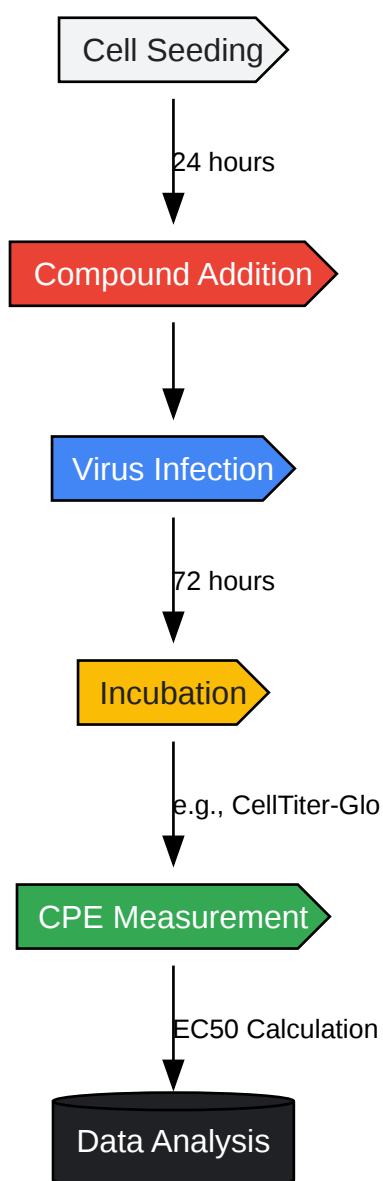 Cell Seeding
24 hours
Compound Addition
Virus Infection
72 hours
Incubation
e.g., CellTiter-Glo
CPE Measurement
EC50 Calculation
Data Analysis